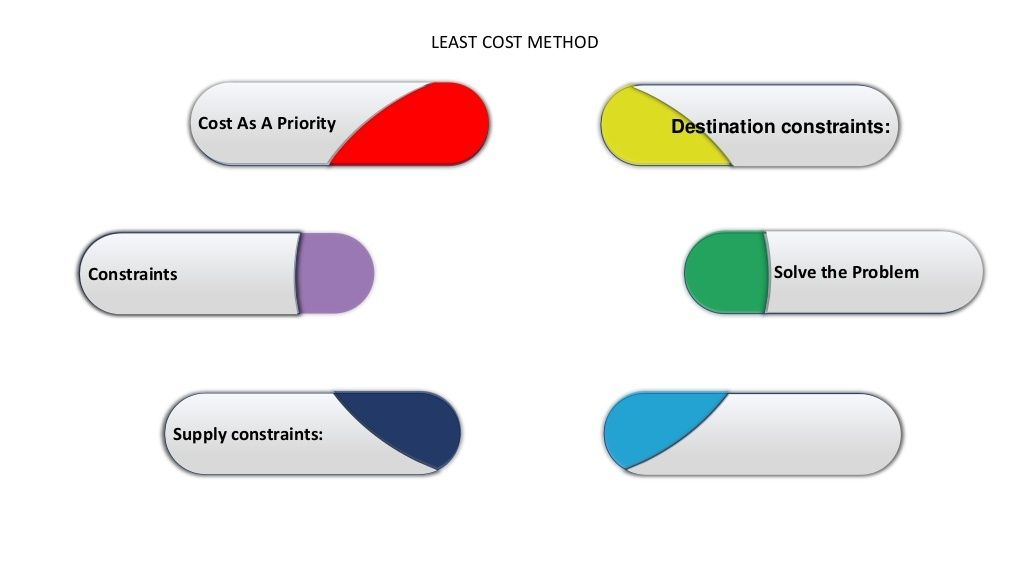 LEAST COST METHOD
Cost As A Priority
Destination constraints:
Constraints
Solve the Problem
Supply constraints: